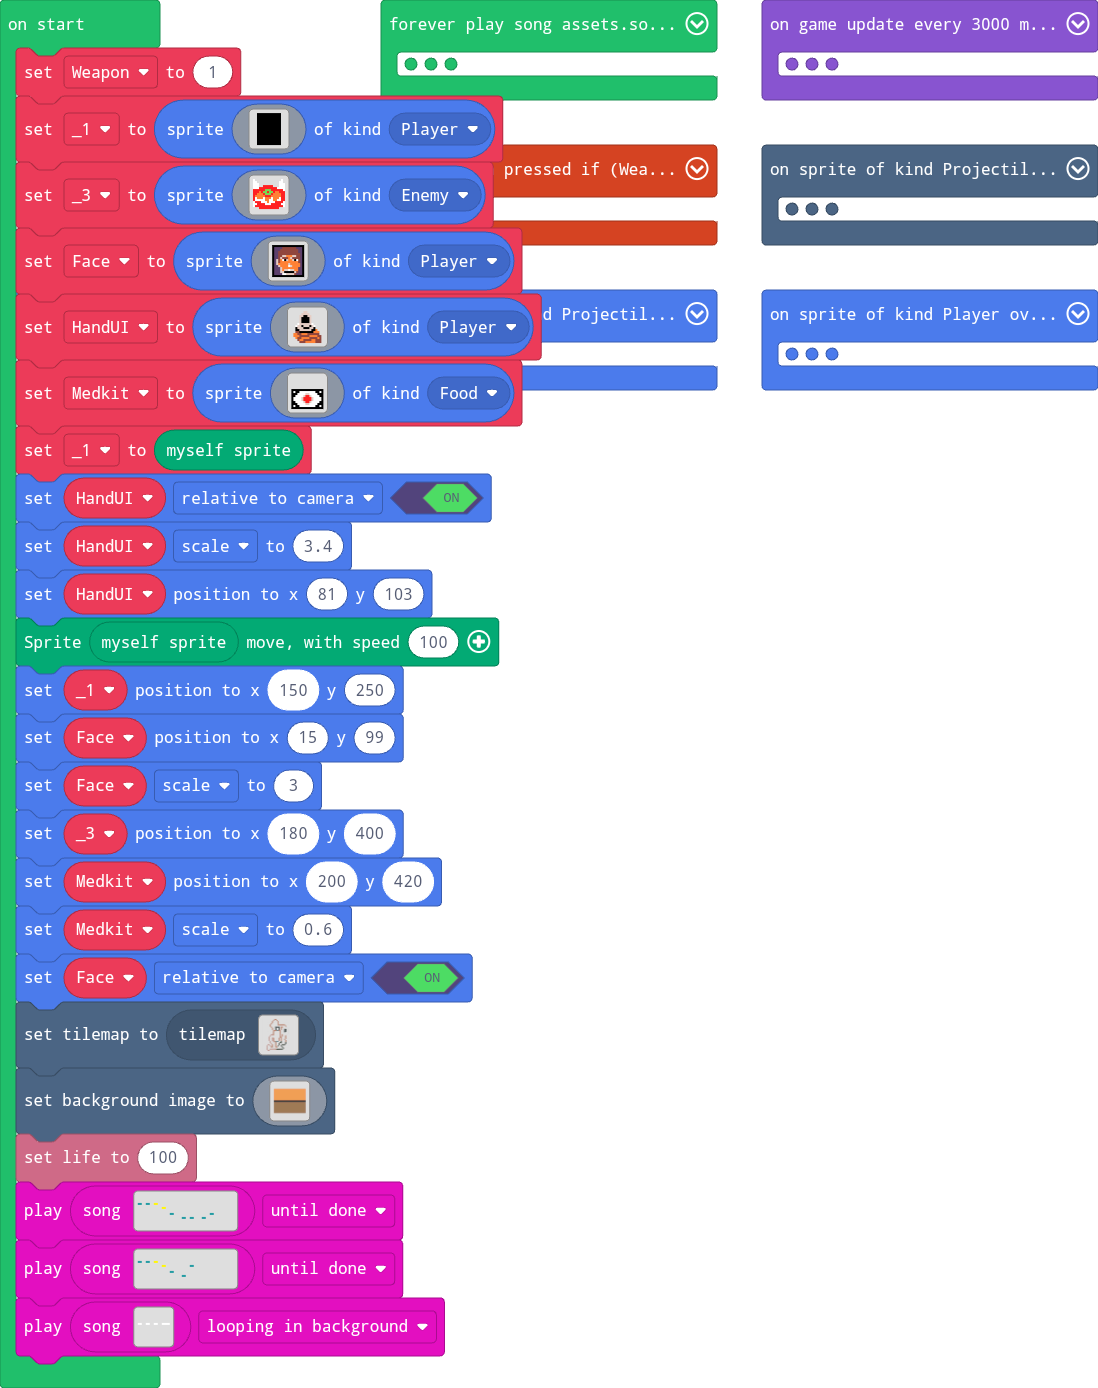 on start
set Weapon to 1
set _1 to sprite of kind Player
set _3 to sprite of kind Enemy
set Face to sprite of kind Player
set HandUI to sprite of kind Player
set Medkit to sprite of kind Food
set _1 to myself sprite
set HandUI relative to camera ON
set HandUI scale to 3.4
set HandUI position to x 81 y 103
Sprite myself sprite move, with speed 100
set _1 position to x 150 y 250
set Face position to x 15 y 99
set Face scale to 3
set _3 position to x 180 y 400
set Medkit position to x 200 y 420
set Medkit scale to 0.6
set Face relative to camera ON
set tilemap to tilemap
set background image to
set life to 100
play song until done
play song until done
play song looping in background
forever play song assets.so...
pressed if (Wea...
d Projectil...
on game update every 3000 m...
on sprite of kind Projectil...
on sprite of kind Player ov...